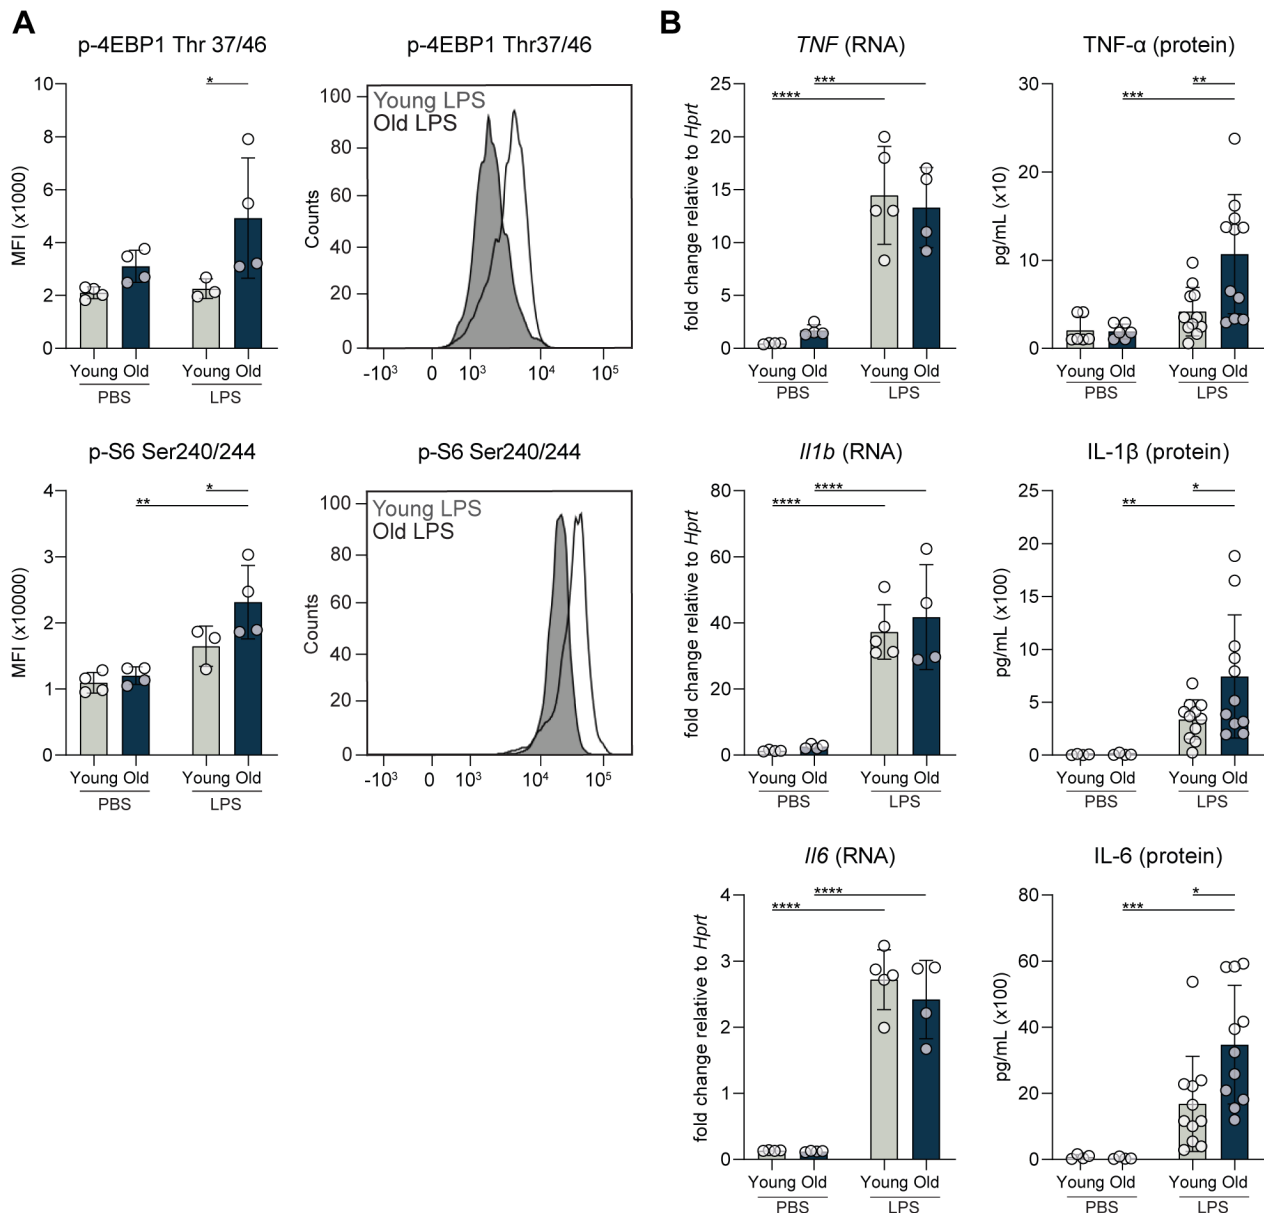 A
p-4EBP1 Thr 37/46
MFI (x1000)
10
8
6
4
2
0
*
Young Old
Young Old
PBS
LPS
p-4EBP1 Thr37/46
Young LPS
Old LPS
Counts
100
80
60
40
20
0
-10³ 0 10³ 10⁴ 10⁵
p-S6 Ser240/244
MFI (x10000)
4
3
2
1
0
*
**
Young Old
Young Old
PBS
LPS
p-S6 Ser240/244
Young LPS
Old LPS
Counts
100
80
60
40
20
0
-10³ 0 10³ 10⁴ 10⁵
B
TNF (RNA)
fold change relative to Hprt
25
20
15
10
5
0
***
****
Young Old
Young Old
PBS
LPS
TNF-α (protein)
pg/mL (x10)
30
20
10
0
**
***
Young Old
Young Old
PBS
LPS
Il1b (RNA)
fold change relative to Hprt
80
60
40
20
0
****
****
Young Old
Young Old
PBS
LPS
IL-1β (protein)
pg/mL (x100)
25
20
15
10
5
0
*
**
Young Old
Young Old
PBS
LPS
Il6 (RNA)
fold change relative to Hprt
4
3
2
1
0
****
****
Young Old
Young Old
PBS
LPS
IL-6 (protein)
pg/mL (x100)
80
60
40
20
0
*
***
Young Old
Young Old
PBS
LPS